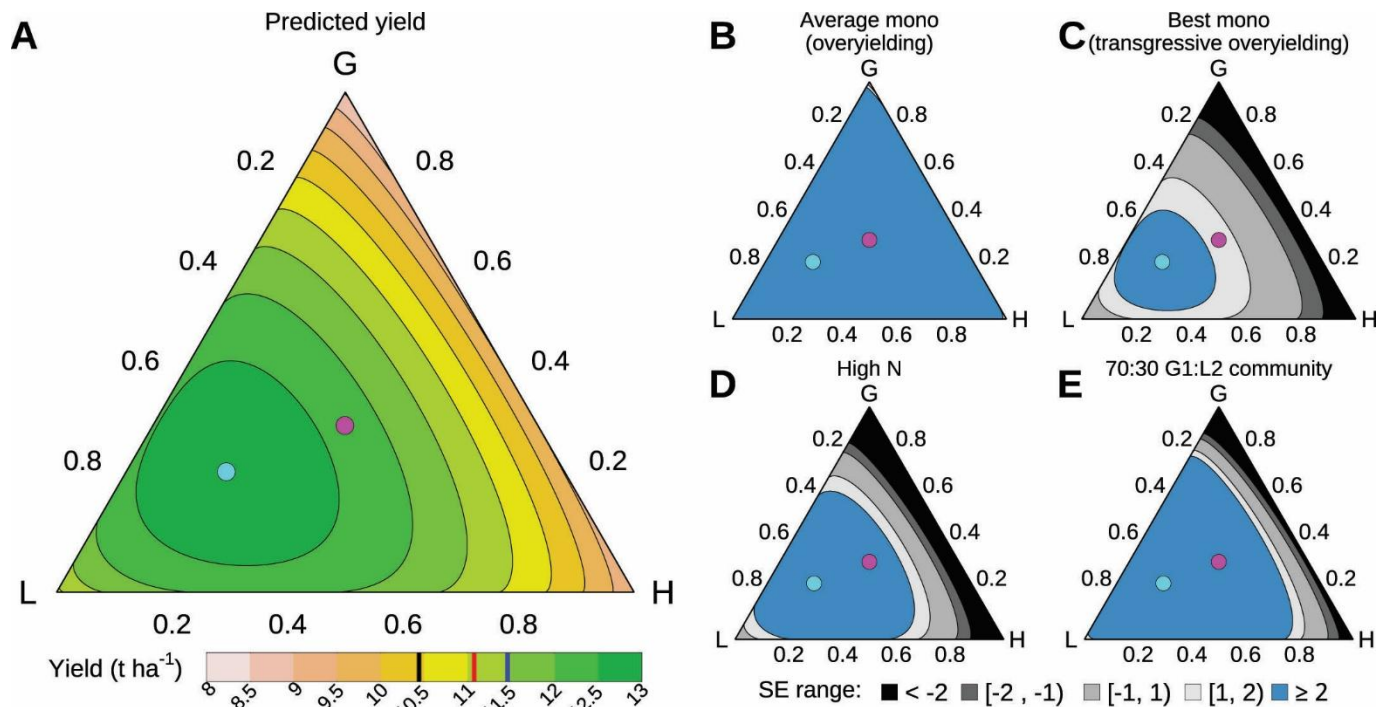 A
Predicted yield
G
0.2
0.8
0.4
0.6
0.6
0.4
0.8
0.2
L
H
0.2
0.4
0.6
0.8
Yield (t ha⁻¹)
8
8.5
9
9.5
10
10.5
11
11.5
12
12.5
13
B
Average mono
(overyielding)
G
0.2
0.8
0.4
0.6
0.6
0.4
0.8
0.2
L
H
0.2
0.4
0.6
0.8
C
Best mono
(transgressive overyielding)
G
0.2
0.8
0.4
0.6
0.6
0.4
0.8
0.2
L
H
0.2
0.4
0.6
0.8
D
High N
G
0.2
0.8
0.4
0.6
0.6
0.4
0.8
0.2
L
H
0.2
0.4
0.6
0.8
E
70:30 G1:L2 community
G
0.2
0.8
0.4
0.6
0.6
0.4
0.8
0.2
L
H
0.2
0.4
0.6
0.8
SE range: < -2 [-2 , -1) [-1, 1) [1, 2) ≥ 2